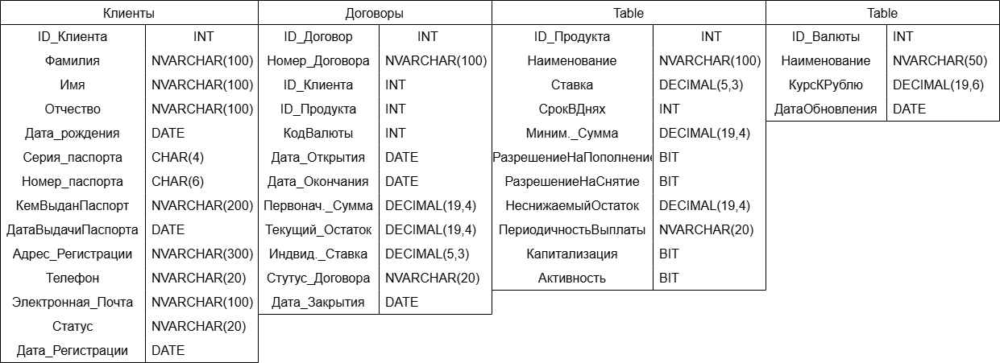 Клиенты
ID_Клиента INT
Фамилия NVARCHAR(100)
Имя NVARCHAR(100)
Отчество NVARCHAR(100)
Дата_рождения DATE
Серия_паспорта CHAR(4)
Номер_паспорта CHAR(6)
КемВыданПаспорт NVARCHAR(200)
ДатаВыдачиПаспорта DATE
Адрес_Регистрации NVARCHAR(300)
Телефон NVARCHAR(20)
Электронная_Почта NVARCHAR(100)
Статус NVARCHAR(20)
Дата_Регистрации DATE
Договоры
ID_Договор INT
Номер_Договора NVARCHAR(100)
ID_Клиента INT
ID_Продукта INT
КодВалюты INT
Дата_Открытия DATE
Дата_Окончания DATE
Первонач._Сумма DECIMAL(19,4)
Текущий_Остаток DECIMAL(19,4)
Индвид._Ставка DECIMAL(5,3)
Стутус_Договора NVARCHAR(20)
Дата_Закрытия DATE
Table
ID_Продукта INT
Наименование NVARCHAR(100)
Ставка DECIMAL(5,3)
СрокВДнях INT
Миним._Сумма DECIMAL(19,4)
РазрешениеНаПополнение BIT
РазрешениеНаСнятие BIT
НеснижаемыйОстаток DECIMAL(19,4)
ПериодичностьВыплаты NVARCHAR(20)
Капитализация BIT
Активность BIT
Table
ID_Валюты INT
Наименование NVARCHAR(50)
КурсКРублю DECIMAL(19,6)
ДатаОбновления DATE